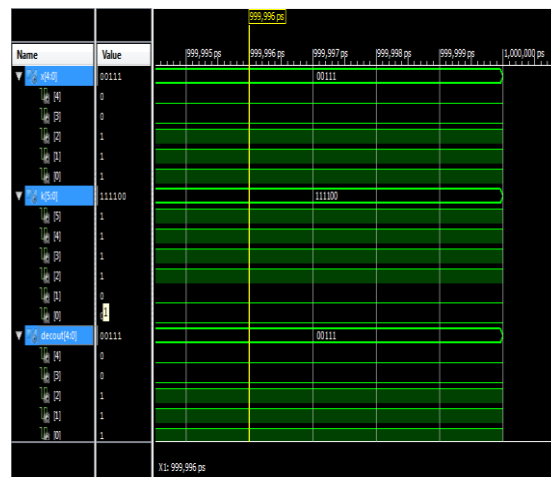 999,996 ps
Name Value 999,995 ps 999,996 ps 999,997 ps 999,998 ps 999,999 ps 1,000,000 ps
x[4:0] 00111 00111
[4] 0
[3] 0
[2] 1
[1] 1
[0] 1
k[5:0] 111100 111100
[5] 1
[4] 1
[3] 1
[2] 1
[1] 0
[0] 1
decout[4:0] 00111 00111
[4] 0
[3] 0
[2] 1
[1] 1
[0] 1
X1: 999,996 ps